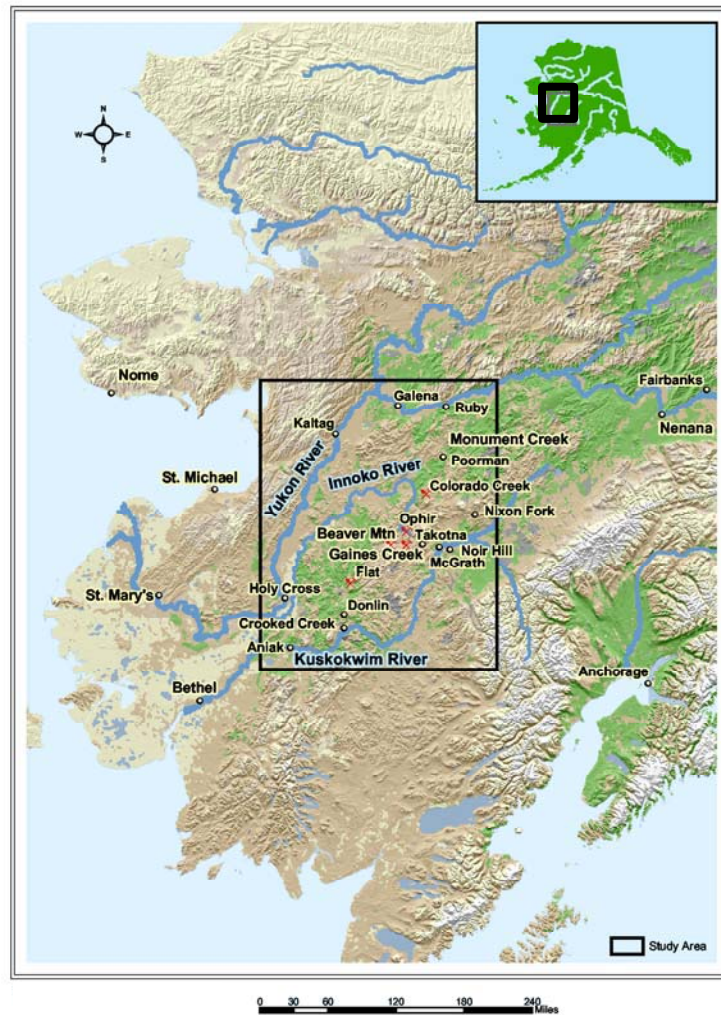 N
W E
S
Nome
Fairbanks
Galena
Ruby
Nenana
Kaltag
Yukon River
Innoko River
Monument Creek
Poorman
St. Michael
Colorado Creek
Nixon Fork
Ophir
Beaver Mtn
Takotna
Gaines Creek
Noir Hill
McGrath
Flat
St. Mary's
Holy Cross
Donlin
Crooked Creek
Aniak
Kuskokwim River
Anchorage
Bethel
Study Area
0 30 60 120 180 240
Miles